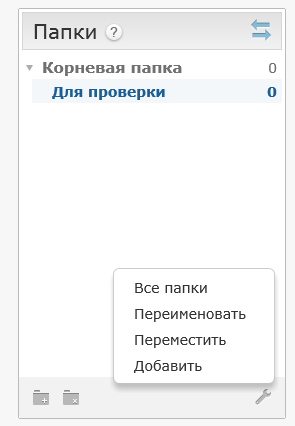 Папки ?
Корневая папка 0
Для проверки 0
Все папки
Переименовать
Переместить
Добавить